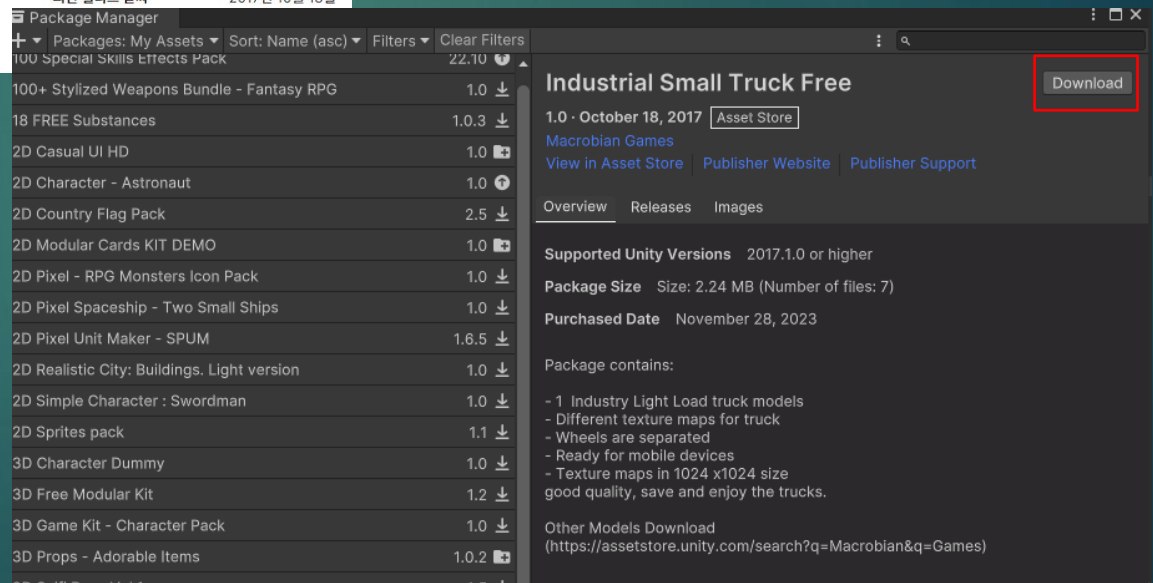 2017년 10월 18일
Package Manager
Packages: My Assets Sort: Name (asc) Filters Clear Filters
100 Special Skills Effects Pack 22.10
100+ Stylized Weapons Bundle - Fantasy RPG 1.0
18 FREE Substances 1.0.3
2D Casual UI HD 1.0
2D Character - Astronaut 1.0
2D Country Flag Pack 2.5
2D Modular Cards KIT DEMO 1.0
2D Pixel - RPG Monsters Icon Pack 1.0
2D Pixel Spaceship - Two Small Ships 1.0
2D Pixel Unit Maker - SPUM 1.6.5
2D Realistic City: Buildings. Light version 1.0
2D Simple Character : Swordman 1.0
2D Sprites pack 1.1
3D Character Dummy 1.0
3D Free Modular Kit 1.2
3D Game Kit - Character Pack 1.0
3D Props - Adorable Items 1.0.2
Industrial Small Truck Free
Download
1.0 · October 18, 2017 Asset Store
Macrobian Games
View in Asset Store Publisher Website Publisher Support
Overview Releases Images
Supported Unity Versions 2017.1.0 or higher
Package Size Size: 2.24 MB (Number of files: 7)
Purchased Date November 28, 2023
Package contains:
- 1 Industry Light Load truck models
- Different texture maps for truck
- Wheels are separated
- Ready for mobile devices
- Texture maps in 1024 x1024 size
good quality, save and enjoy the trucks.
Other Models Download
(https://assetstore.unity.com/search?q=Macrobian&q=Games)